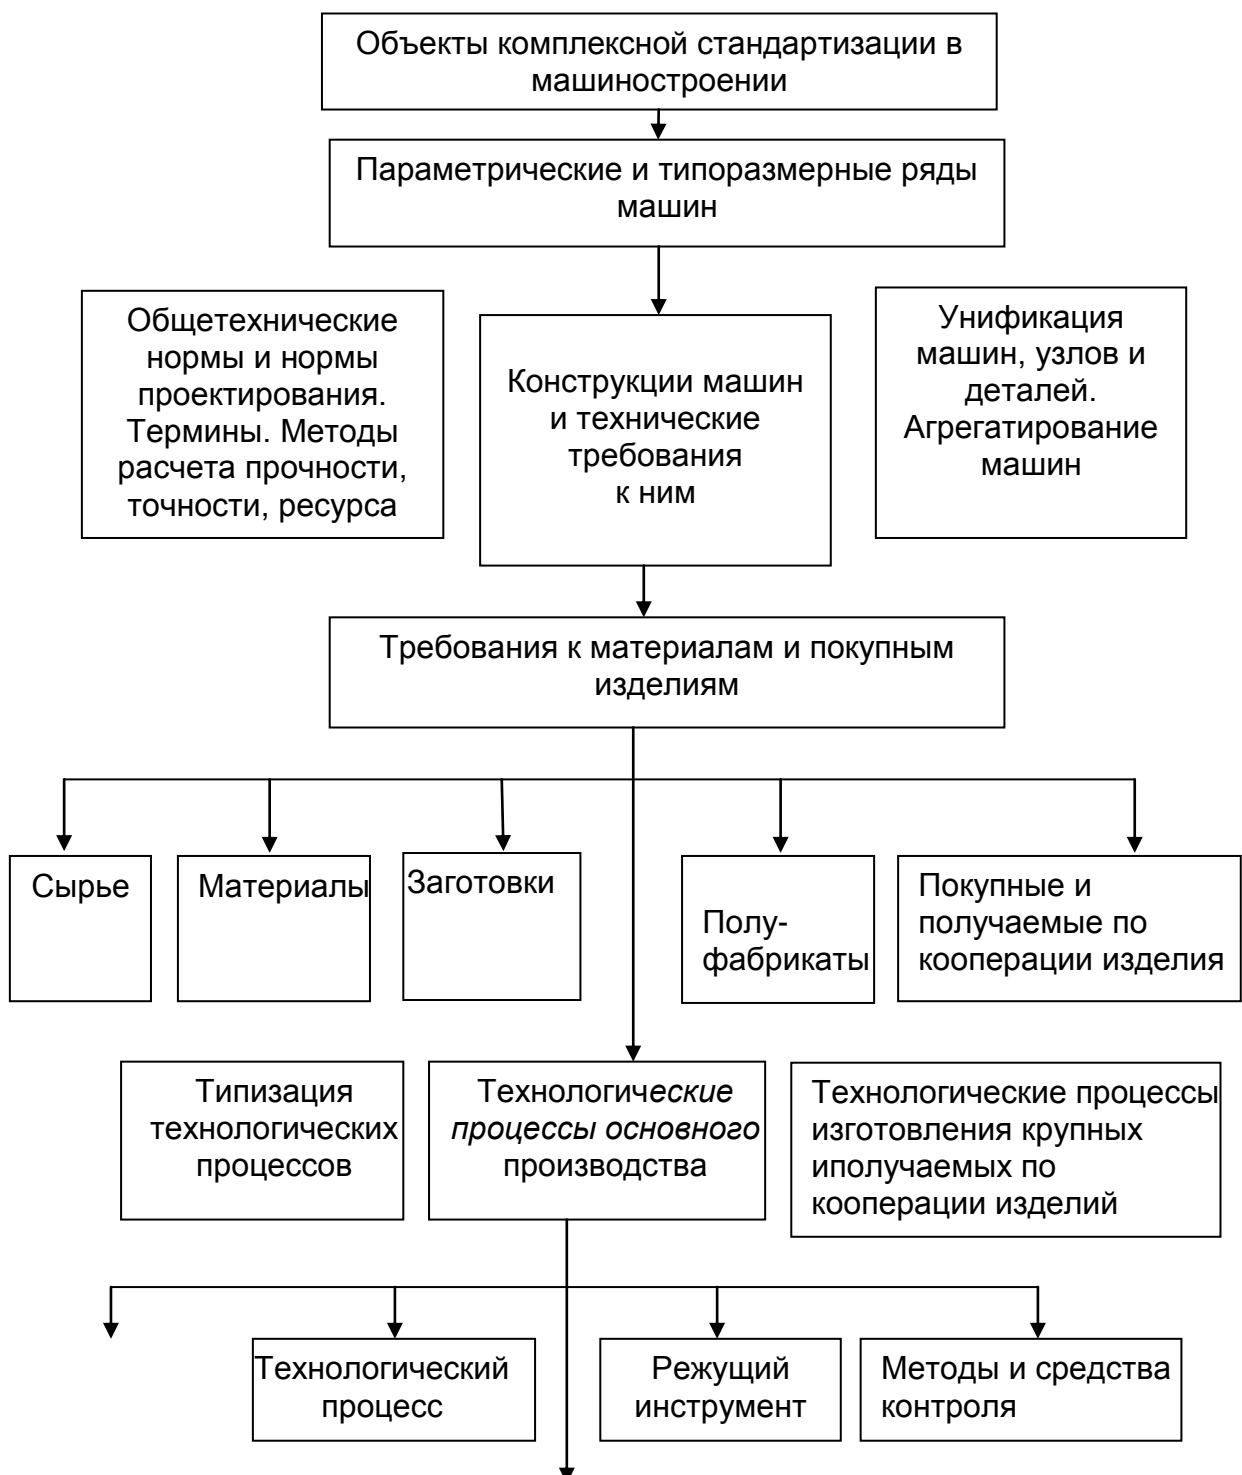 Объекты комплексной стандартизации в
машиностроении
Параметрические и типоразмерные ряды
машин
Общетехнические
нормы и нормы
проектирования.
Термины. Методы
расчета прочности,
точности, ресурса
Конструкции машин
и технические
требования
к ним
Унификация
машин, узлов и
деталей.
Агрегатирование
машин
Требования к материалам и покупным
изделиям
Сырье
Материалы
Заготовки
Полу-
фабрикаты
Покупные и
получаемые по
кооперации изделия
Типизация
технологических
процессов
Технологические
процессы основного
производства
Технологические процессы
изготовления крупных
иполучаемых по
кооперации изделий
Технологический
процесс
Режущий
инструмент
Методы и средства
контроля